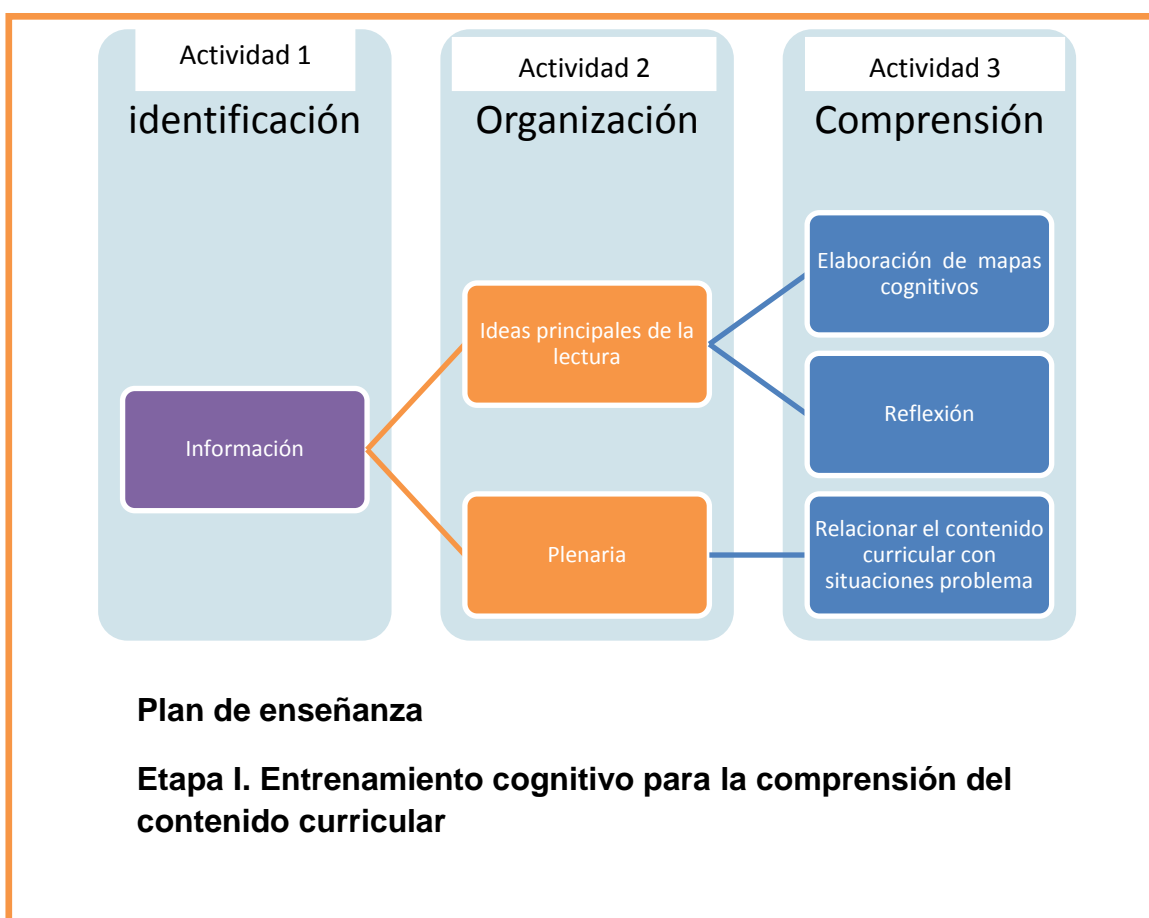 Actividad 1
identificación
Información
Actividad 2
Organización
Ideas principales de la
lectura
Plenaria
Actividad 3
Comprensión
Elaboración de mapas
cognitivos
Reflexión
Relacionar el contenido
curricular con
situaciones problema
Plan de enseñanza
Etapa I. Entrenamiento cognitivo para la comprensión del
contenido curricular